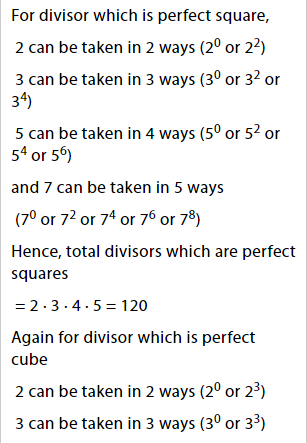 For divisor which is perfect square,
2 can be taken in 2 ways (2⁰ or 2²)
3 can be taken in 3 ways (3⁰ or 3² or
3⁴)
5 can be taken in 4 ways (5⁰ or 5² or
5⁴ or 5⁶)
and 7 can be taken in 5 ways
(7⁰ or 7² or 7⁴ or 7⁶ or 7⁸)
Hence, total divisors which are perfect
squares
= 2 · 3 · 4 · 5 = 120
Again for divisor which is perfect
cube
2 can be taken in 2 ways (2⁰ or 2³)
3 can be taken in 3 ways (3⁰ or 3³)